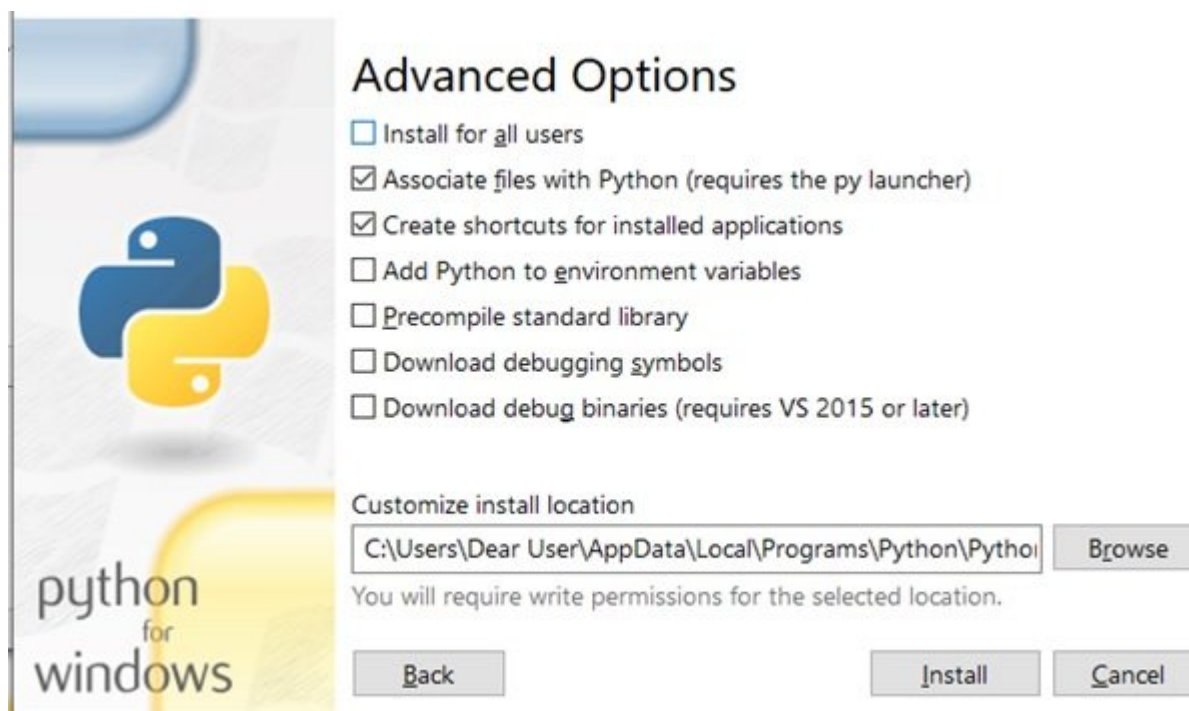 Advanced Options
Install for all users
Associate files with Python (requires the py launcher)
Create shortcuts for installed applications
Add Python to environment variables
Precompile standard library
Download debugging symbols
Download debug binaries (requires VS 2015 or later)
Customize install location
C:\Users\Dear User\AppData\Local\Programs\Python\Pytho
Browse
You will require write permissions for the selected location.
python
for
windows
Back
Install
Cancel